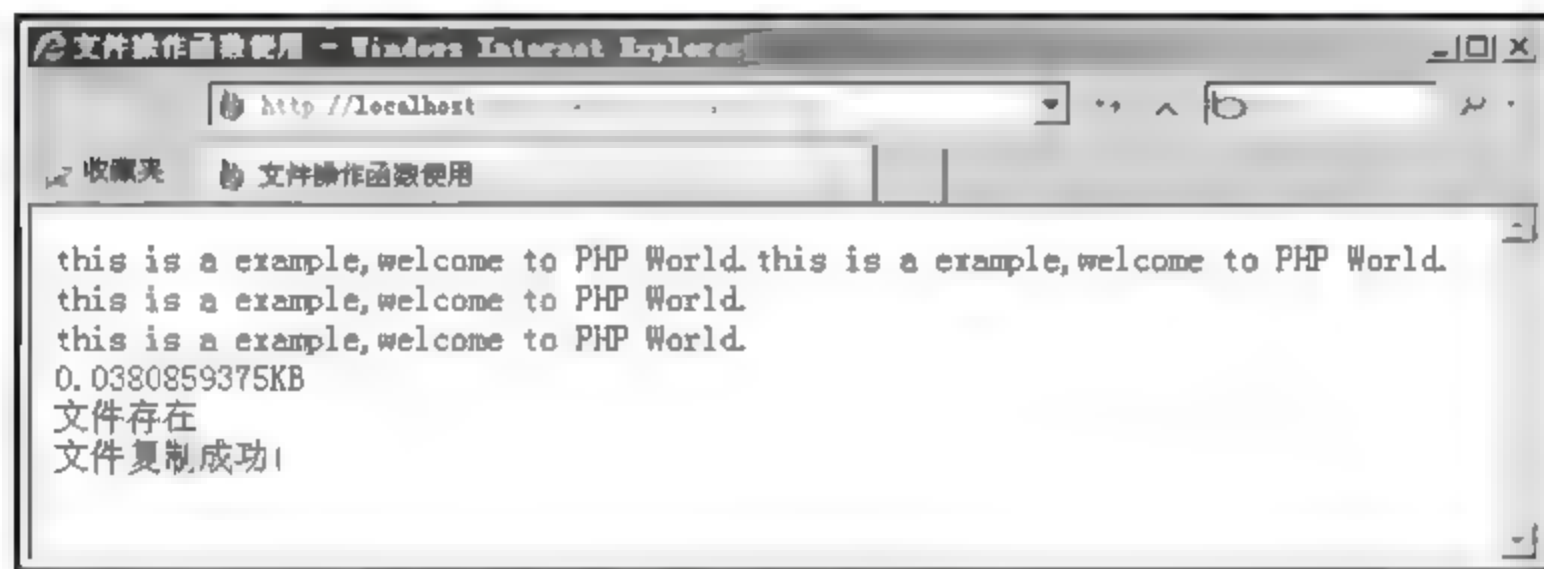 文件操作函数使用 - Windows Internet Explorer
http://localhost
收藏夹 文件操作函数使用
this is a example,welcome to PHP World.this is a example,welcome to PHP World.
this is a example,welcome to PHP World.
this is a example,welcome to PHP World.
0.0380859375KB
文件存在
文件复制成功!